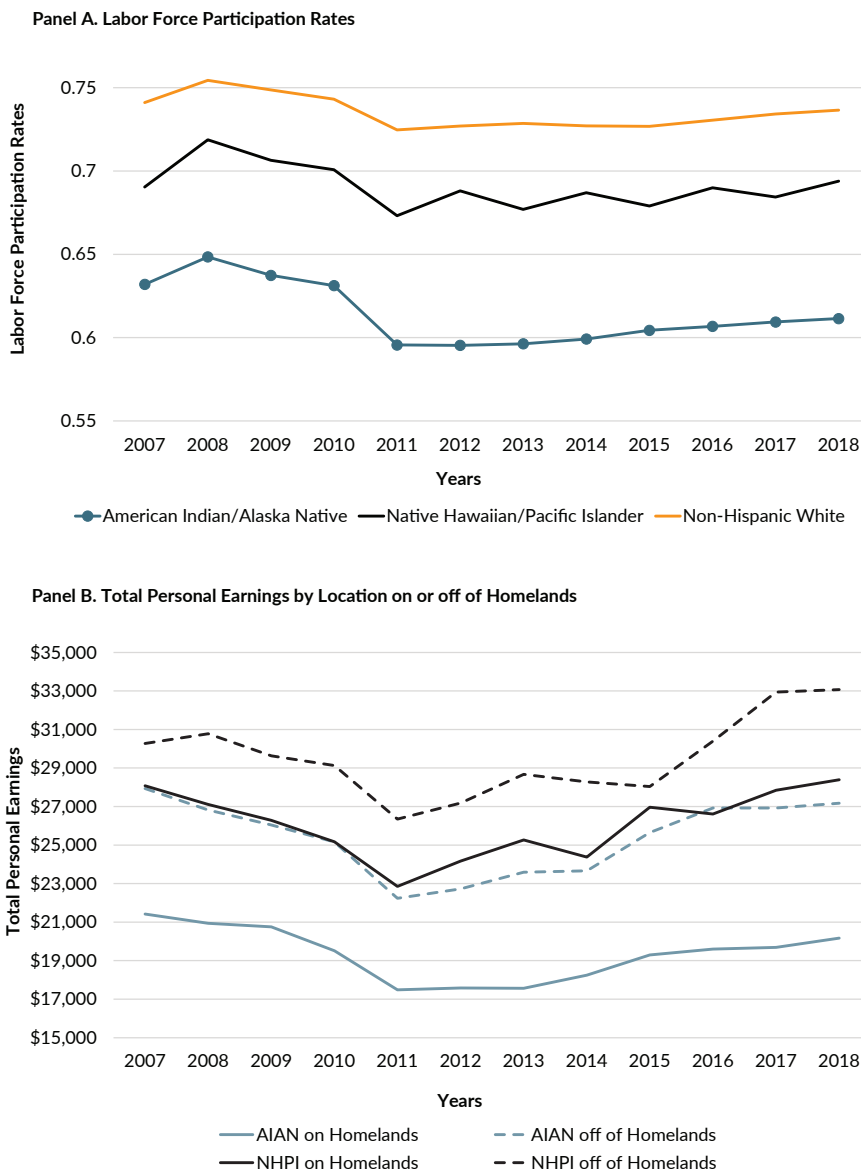 Panel A. Labor Force Participation Rates
Labor Force Participation Rates
0.75
0.7
0.65
0.6
0.55
2007 2008 2009 2010 2011 2012 2013 2014 2015 2016 2017 2018
Years
American Indian/Alaska Native Native Hawaiian/Pacific Islander Non-Hispanic White
Panel B. Total Personal Earnings by Location on or off of Homelands
Total Personal Earnings
$35,000
$33,000
$31,000
$29,000
$27,000
$25,000
$23,000
$21,000
$19,000
$17,000
$15,000
2007 2008 2009 2010 2011 2012 2013 2014 2015 2016 2017 2018
Years
AIAN on Homelands AIAN off of Homelands
NHPI on Homelands NHPI off of Homelands